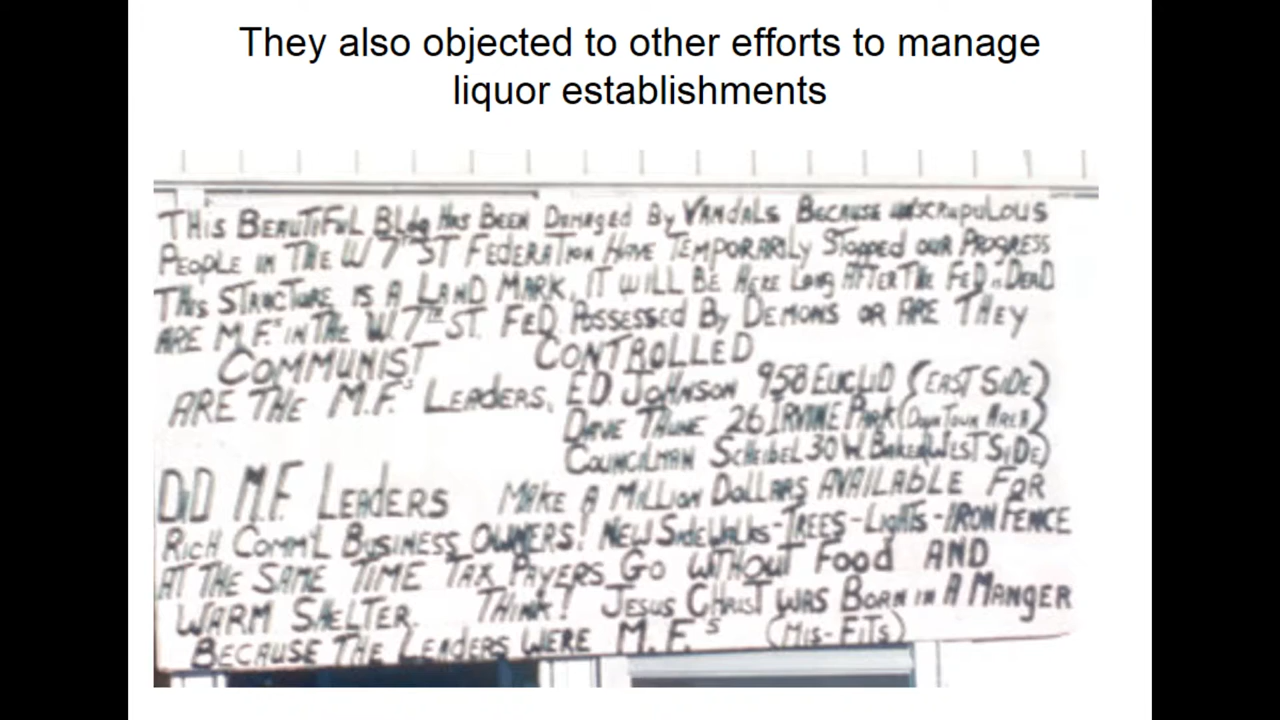 They also objected to other efforts to manage
liquor establishments
THIS BEAUTIFUL BLDG HAS BEEN DAMAGED BY VANDALS BECAUSE UNSCRUPULOUS
PEOPLE IN THE W 7TH ST FEDERATION HAVE TEMPORARILY STOPPED OUR PROGRESS
THIS STRUCTURE IS A LAND MARK, IT WILL BE HERE LONG AFTER THE FED IS DEAD
ARE M.F.'S IN THE W. 7TH ST. FED. POSSESSED BY DEMONS OR ARE THEY
COMMUNIST CONTROLLED
ARE THE M.F.'S LEADERS, ED JOHNSON 958 EUCLID (EAST SIDE)
DAVE THUNE 26 IRVINE PARK (DOWNTOWN AREA)
COUNCILMAN SCHEIBEL 30 W. BAKER (WEST SIDE)
DID M.F. LEADERS MAKE A MILLION DOLLARS AVAILABLE FOR
RICH COMM'L BUSINESS OWNERS! NEW SIDEWALKS-TREES-LIGHTS-IRON FENCE
AT THE SAME TIME TAX PAYERS GO WITHOUT FOOD AND
WARM SHELTER. THINK! JESUS CHRIST WAS BORN IN A MANGER
BECAUSE THE LEADERS WERE M.F.'S (MIS-FITS)